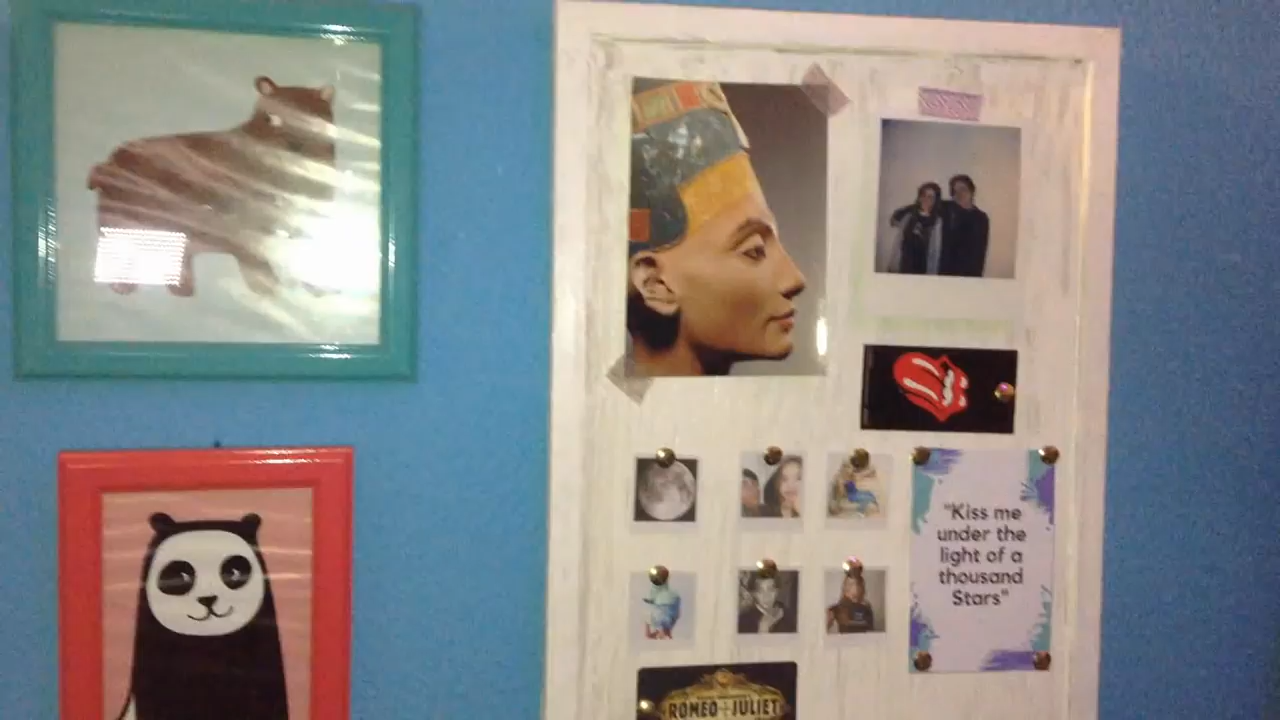 "Kiss me
under the
light of a
thousand
Stars"
ROMEO+JULIET